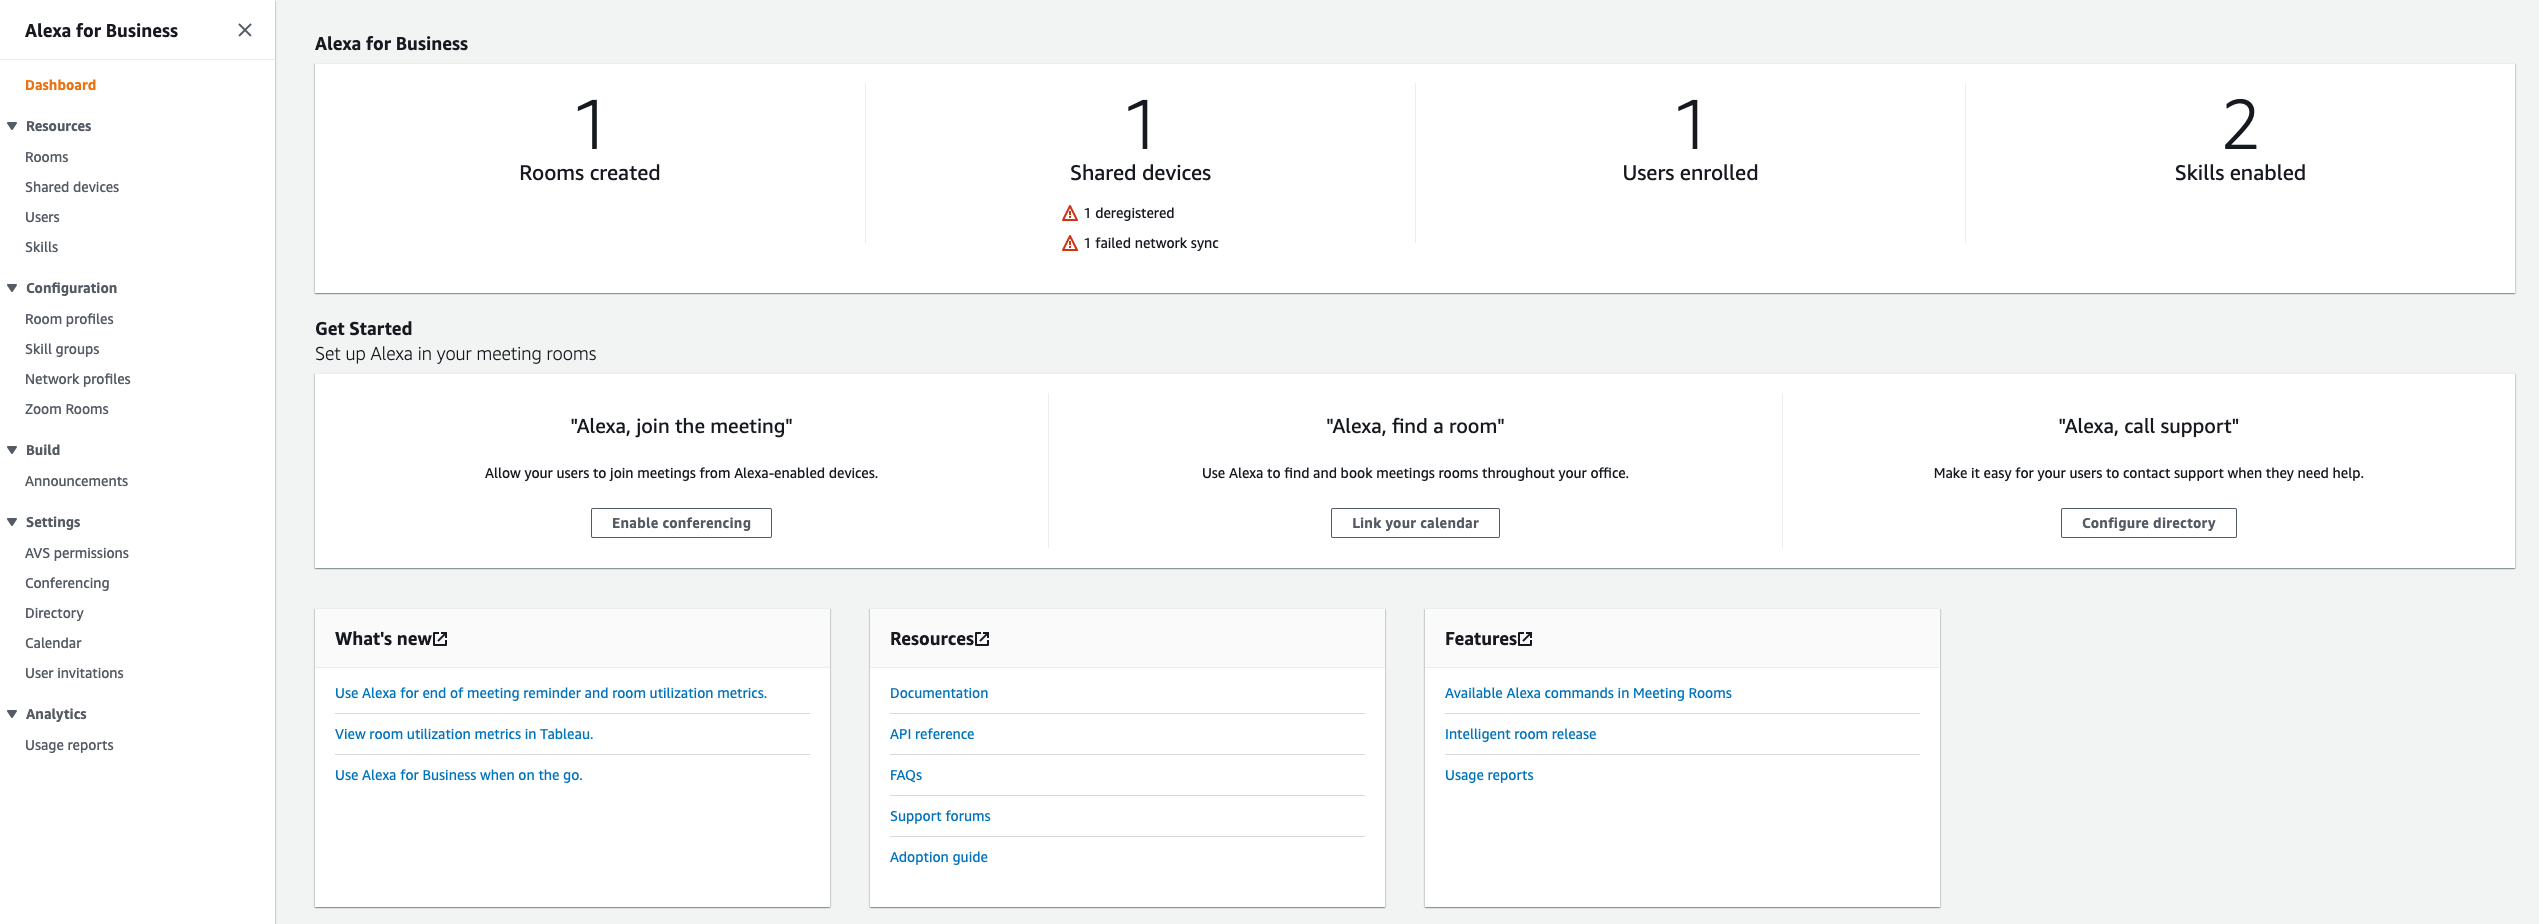 Alexa for Business
Dashboard
Resources
Rooms
Shared devices
Users
Skills
Configuration
Room profiles
Skill groups
Network profiles
Zoom Rooms
Build
Announcements
Settings
AVS permissions
Conferencing
Directory
Calendar
User invitations
Analytics
Usage reports
Alexa for Business
1
Rooms created
1
Shared devices
1 deregistered
1 failed network sync
1
Users enrolled
2
Skills enabled
Get Started
Set up Alexa in your meeting rooms
"Alexa, join the meeting"
Allow your users to join meetings from Alexa-enabled devices.
Enable conferencing
"Alexa, find a room"
Use Alexa to find and book meetings rooms throughout your office.
Link your calendar
"Alexa, call support"
Make it easy for your users to contact support when they need help.
Configure directory
What's new
Use Alexa for end of meeting reminder and room utilization metrics.
View room utilization metrics in Tableau.
Use Alexa for Business when on the go.
Resources
Documentation
API reference
FAQs
Support forums
Adoption guide
Features
Available Alexa commands in Meeting Rooms
Intelligent room release
Usage reports